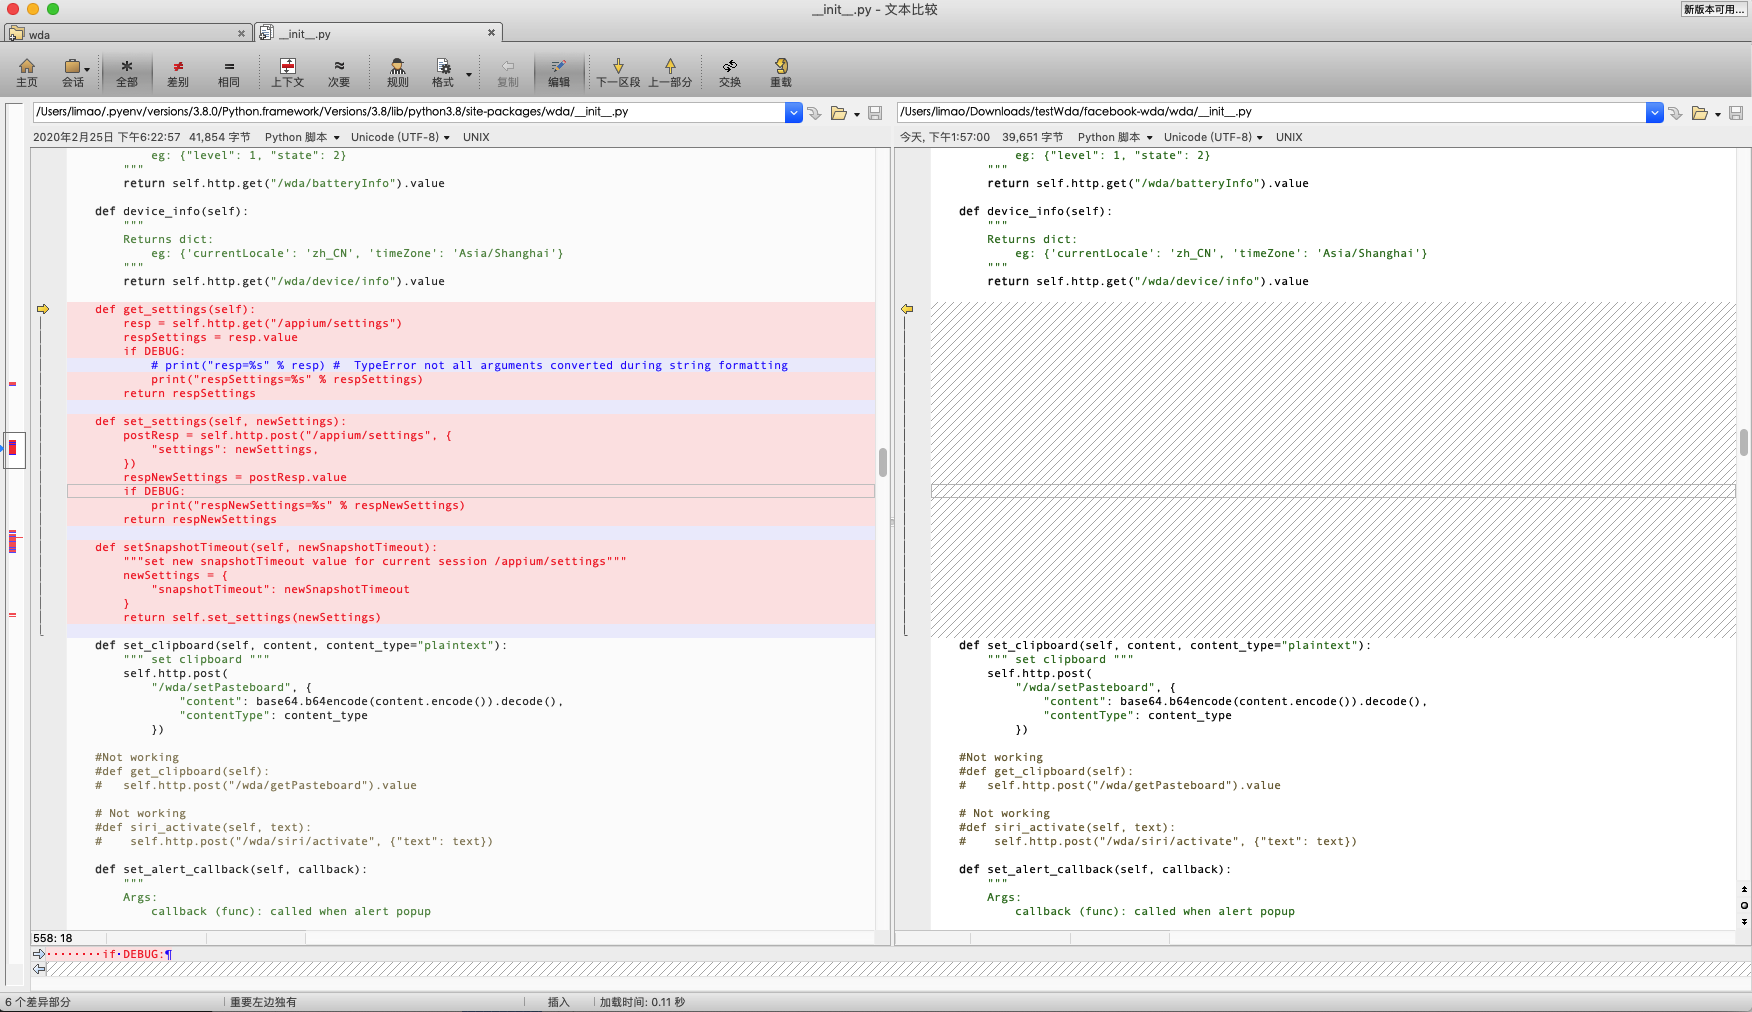 __init__.py - 文本比较
新版本可用...
wda
__init__.py
主页 会话 全部 差别 相同 上下文 次要 规则 格式 复制 编辑 下一区段 上一部分 交换 重载
/Users/limao/.pyenv/versions/3.8.0/Python.framework/Versions/3.8/lib/python3.8/site-packages/wda/__init__.py
2020年2月25日 下午6:22:57 41,854 字节 Python 脚本 Unicode (UTF-8) UNIX
eg: {"level": 1, "state": 2}
"""
return self.http.get("/wda/batteryInfo").value
def device_info(self):
"""
Returns dict:
eg: {'currentLocale': 'zh_CN', 'timeZone': 'Asia/Shanghai'}
"""
return self.http.get("/wda/device/info").value
def get_settings(self):
resp = self.http.get("/appium/settings")
respSettings = resp.value
if DEBUG:
# print("resp=%s" % resp) #  TypeError not all arguments converted during string formatting
print("respSettings=%s" % respSettings)
return respSettings
def set_settings(self, newSettings):
postResp = self.http.post("/appium/settings", {
"settings": newSettings,
})
respNewSettings = postResp.value
if DEBUG:
print("respNewSettings=%s" % respNewSettings)
return respNewSettings
def setSnapshotTimeout(self, newSnapshotTimeout):
"""set new snapshotTimeout value for current session /appium/settings"""
newSettings = {
"snapshotTimeout": newSnapshotTimeout
}
return self.set_settings(newSettings)
def set_clipboard(self, content, content_type="plaintext"):
""" set clipboard """
self.http.post(
"/wda/setPasteboard", {
"content": base64.b64encode(content.encode()).decode(),
"contentType": content_type
})
#Not working
#def get_clipboard(self):
#   self.http.post("/wda/getPasteboard").value
# Not working
#def siri_activate(self, text):
#    self.http.post("/wda/siri/activate", {"text": text})
def set_alert_callback(self, callback):
"""
Args:
callback (func): called when alert popup
558: 18
/Users/limao/Downloads/testWda/facebook-wda/wda/__init__.py
今天, 下午1:57:00 39,651 字节 Python 脚本 Unicode (UTF-8) UNIX
eg: {"level": 1, "state": 2}
"""
return self.http.get("/wda/batteryInfo").value
def device_info(self):
"""
Returns dict:
eg: {'currentLocale': 'zh_CN', 'timeZone': 'Asia/Shanghai'}
"""
return self.http.get("/wda/device/info").value
def set_clipboard(self, content, content_type="plaintext"):
""" set clipboard """
self.http.post(
"/wda/setPasteboard", {
"content": base64.b64encode(content.encode()).decode(),
"contentType": content_type
})
#Not working
#def get_clipboard(self):
#   self.http.post("/wda/getPasteboard").value
# Not working
#def siri_activate(self, text):
#    self.http.post("/wda/siri/activate", {"text": text})
def set_alert_callback(self, callback):
"""
Args:
callback (func): called when alert popup
········if·DEBUG:¶
6 个差异部分 重要左边独有 插入 加载时间: 0.11 秒